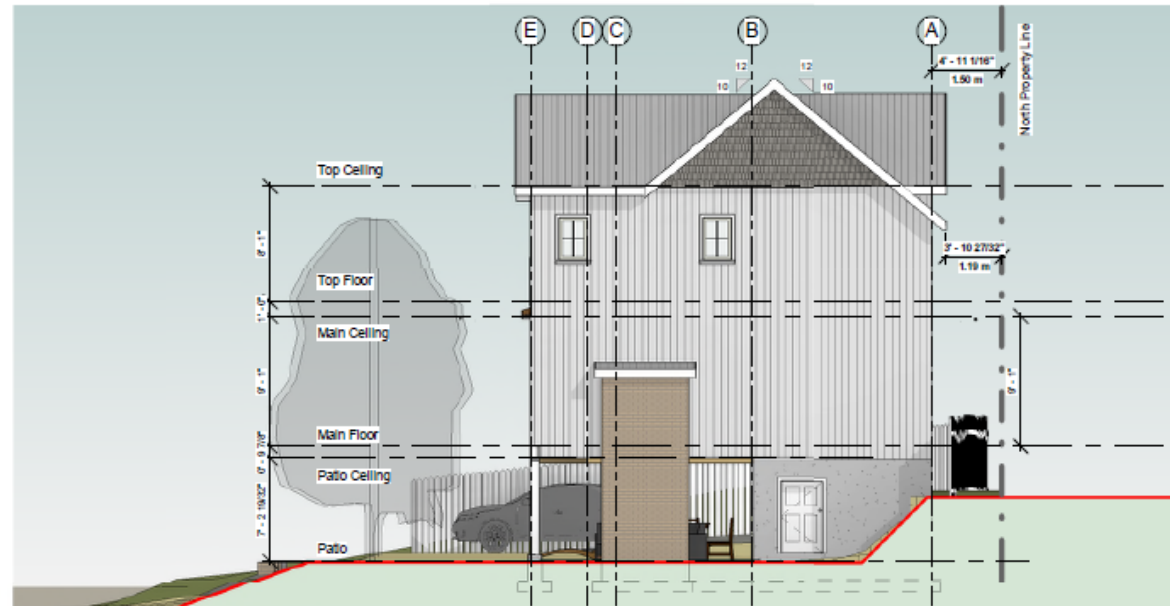 E D C B A
4' - 11 1/16"
1.50 m
North Property Line
12 12
10 10
Top Ceiling
8' - 1"
3' - 10 27/32"
1.19 m
Top Floor
1' - 0"
Main Ceiling
9' - 1"
9' - 1"
Main Floor
0' - 9 7/8"
Patio Ceiling
7' - 2 19/32"
Patio